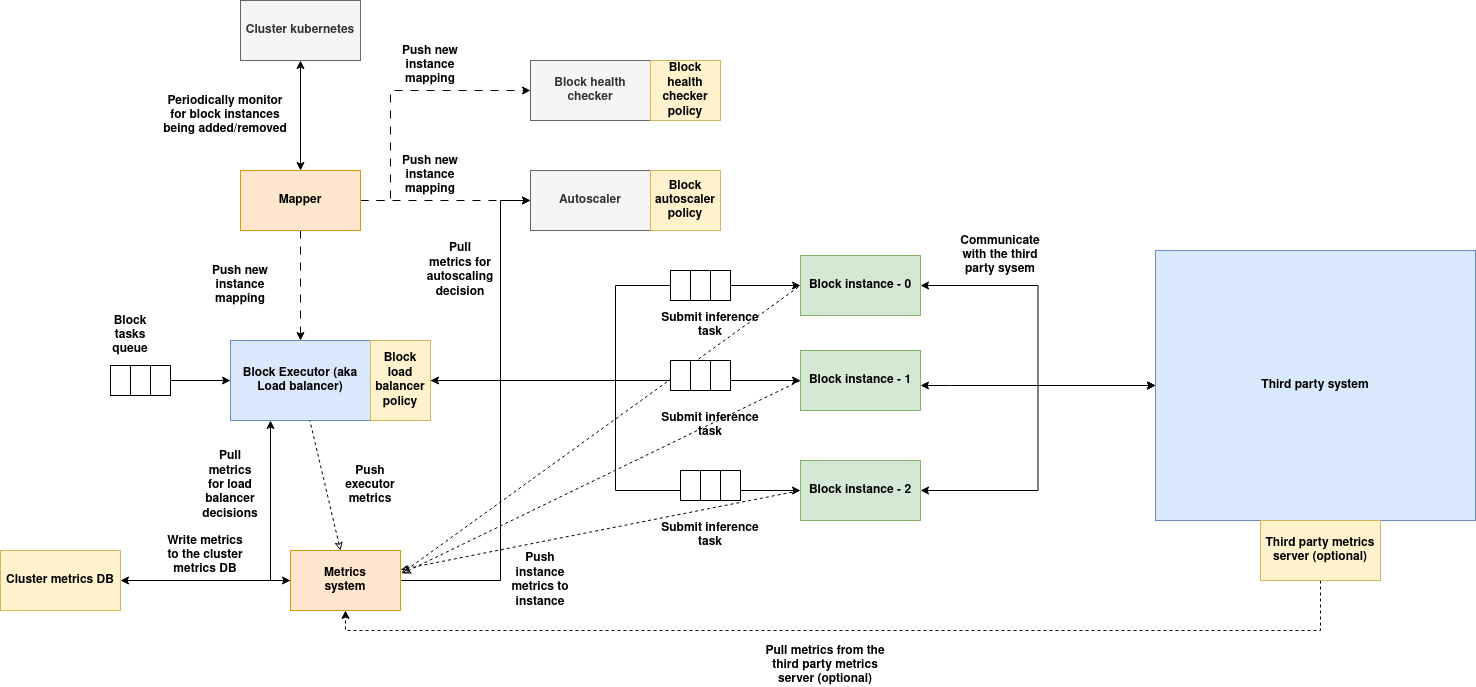 Cluster kubernetes
Push new
instance
mapping
Block health
checker
Block
health
checker
policy
Periodically monitor
for block instances
being added/removed
Push new
instance
mapping
Mapper
Autoscaler
Block
autoscaler
policy
Pull
metrics for
autoscaling
decision
Communicate
with the third
party sysem
Push new
instance
mapping
Block instance - 0
Submit inference
task
Block
tasks
queue
Block Executor (aka
Load balancer)
Block
load
balancer
policy
Block instance - 1
Third party system
Submit inference
task
Pull
metrics
for load
balancer
decisions
Push
executor
metrics
Block instance - 2
Submit inference
task
Write metrics
to the cluster
metrics DB
Third party metrics
server (optional)
Cluster metrics DB
Metrics
system
Push
instance
metrics to
instance
Pull metrics from the
third party metrics
server (optional)